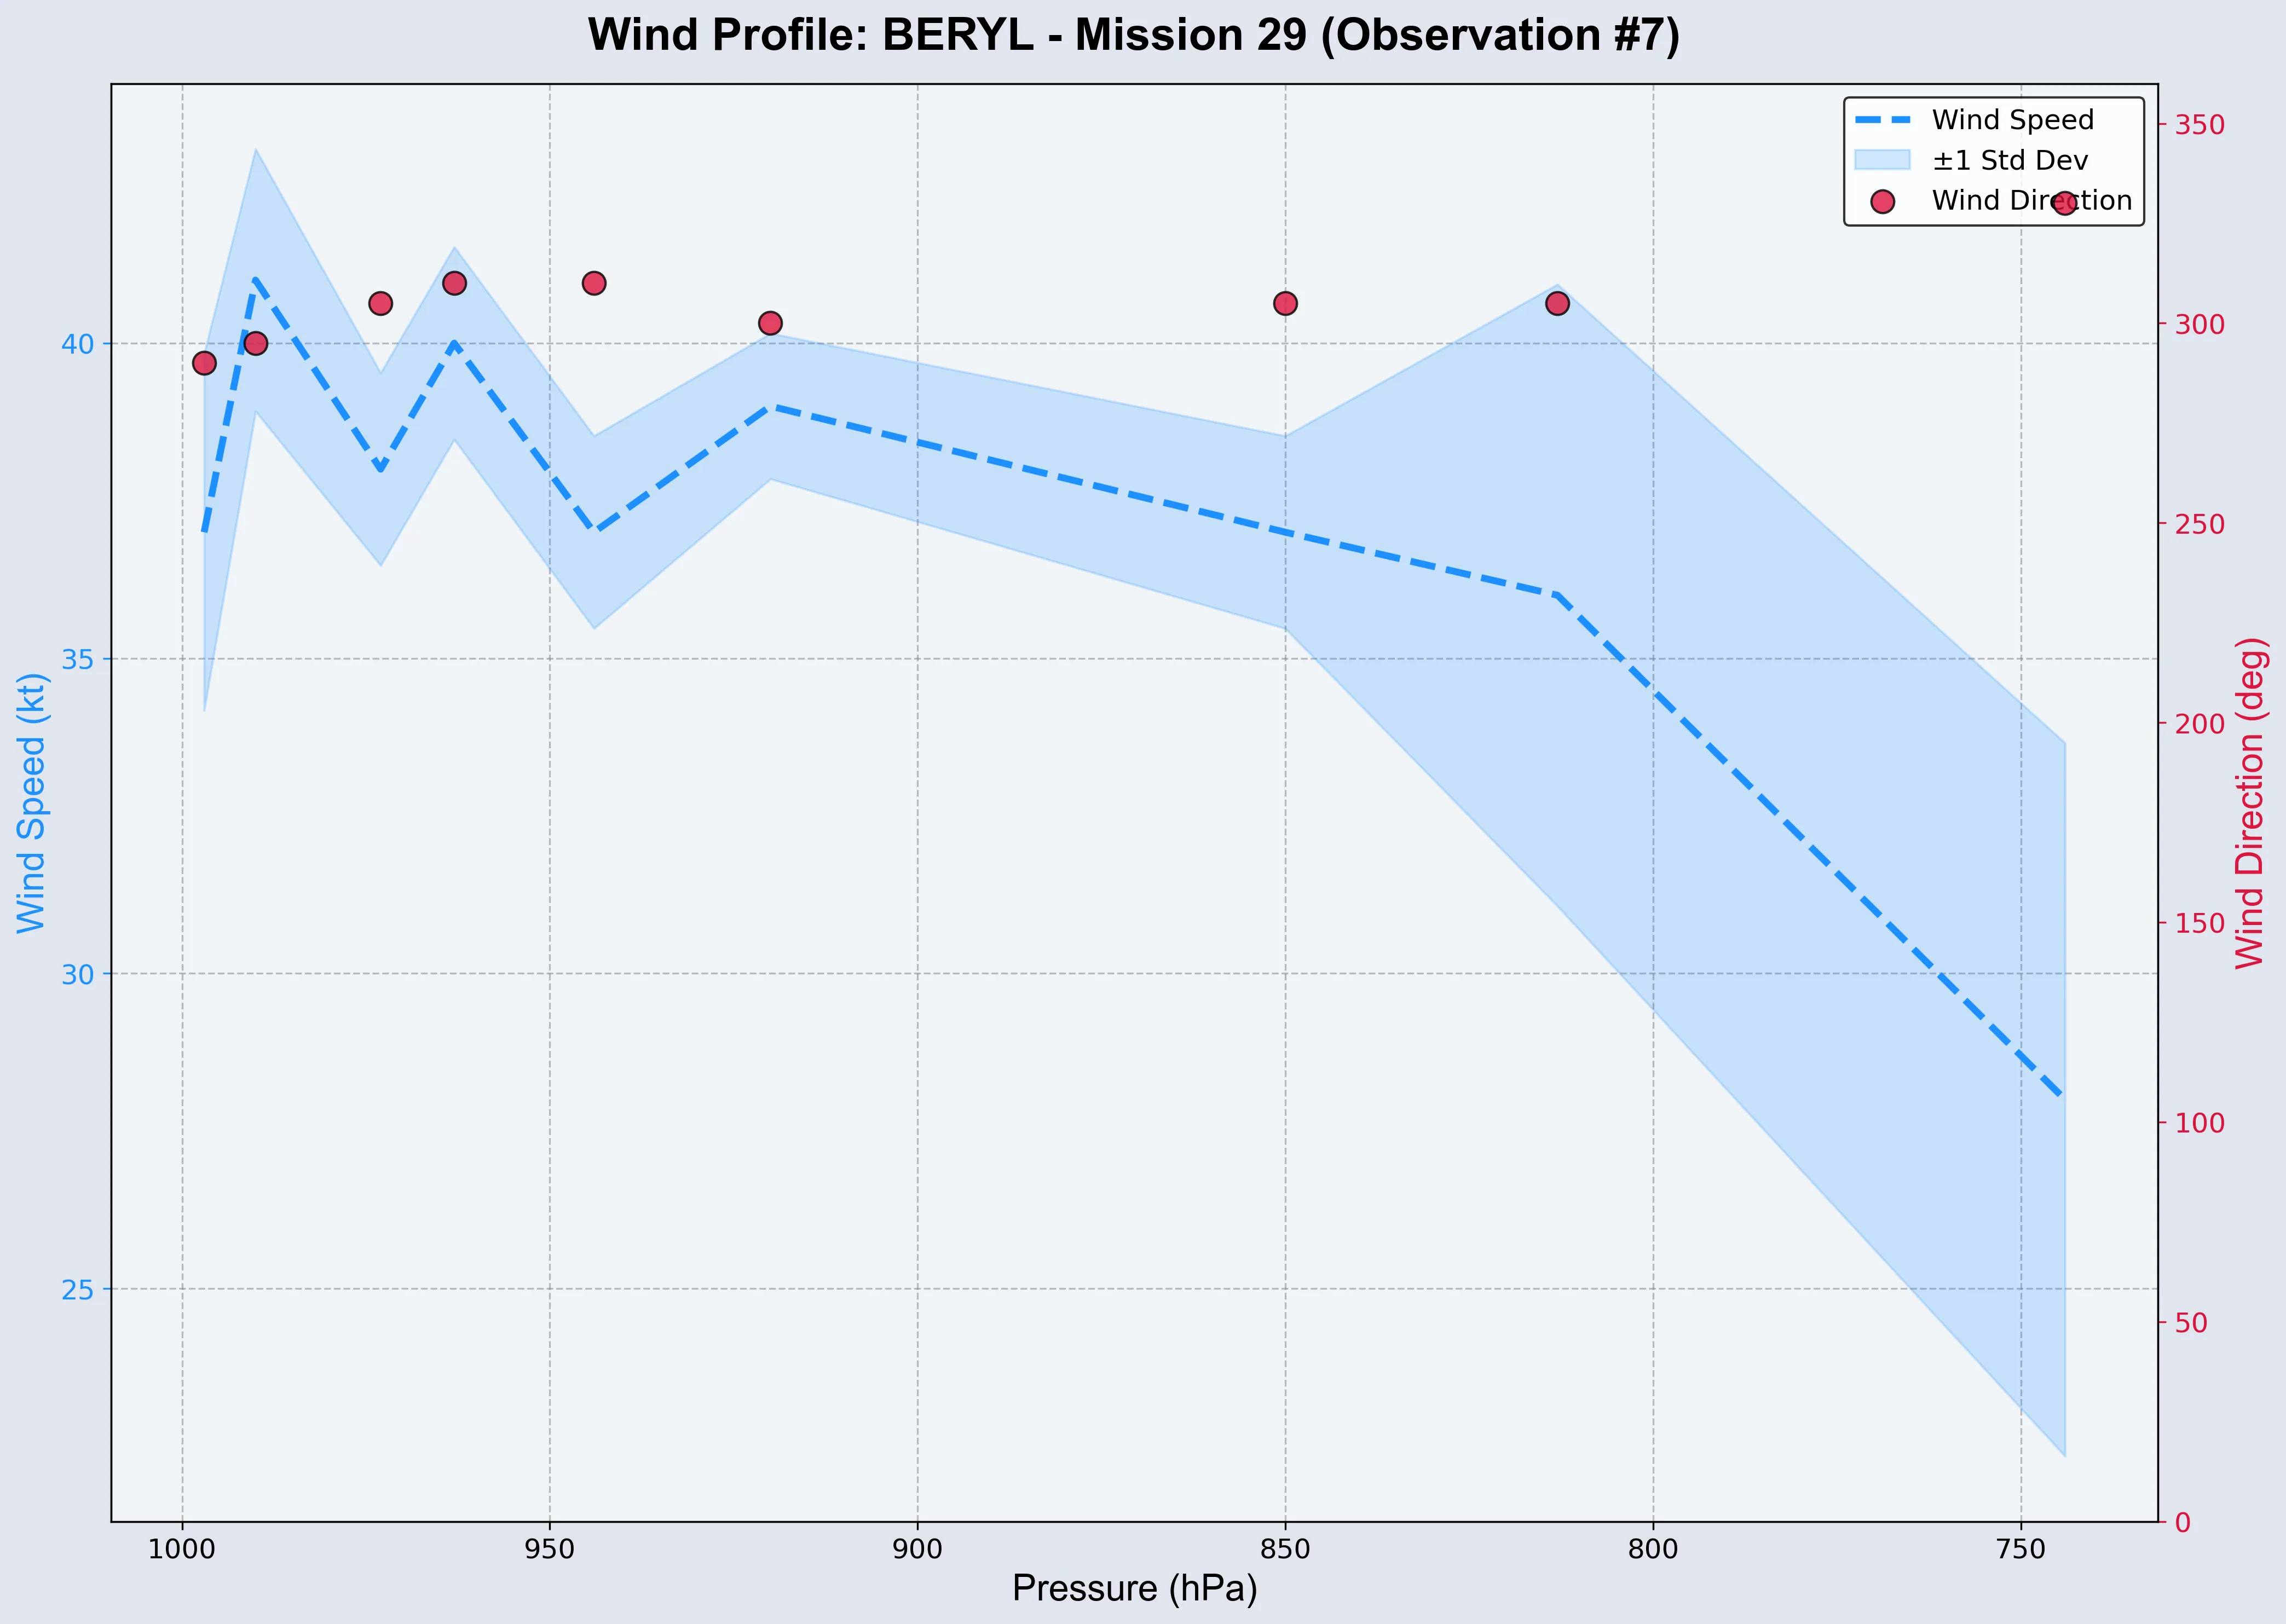 Wind Profile: BERYL - Mission 29 (Observation #7)
Wind Speed
±1 Std Dev
Wind Direction
Wind Speed (kt)
40
35
30
25
350
300
250
200
150
100
50
0
Wind Direction (deg)
1000
950
900
850
800
750
Pressure (hPa)